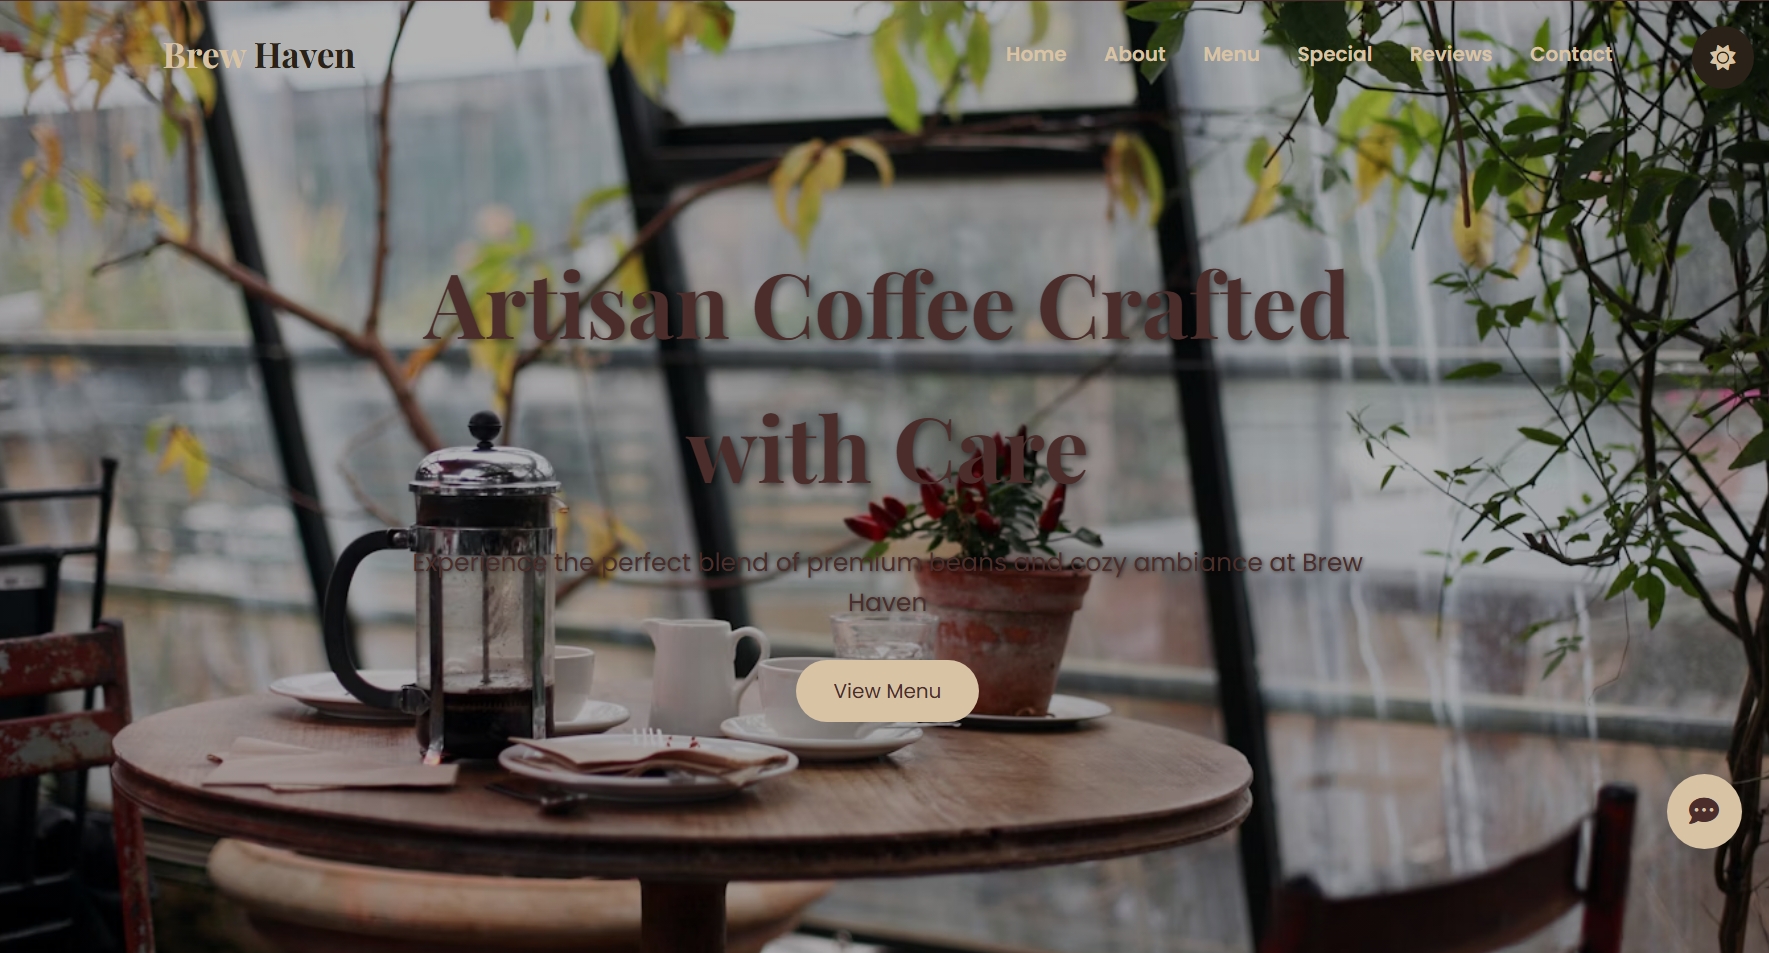 Brew Haven
Home About Menu Special Reviews Contact
Artisan Coffee Crafted
with Care
Experience the perfect blend of premium beans and cozy ambiance at Brew
Haven
View Menu